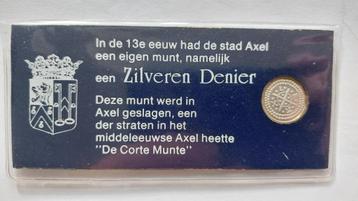 In de 13e eeuw had de stad Axel
een eigen munt, namelijk
een Zilveren Denier
Deze munt werd in
Axel geslagen, een
der straten in het
middeleeuwse Axel heette
"De Corte Munte"